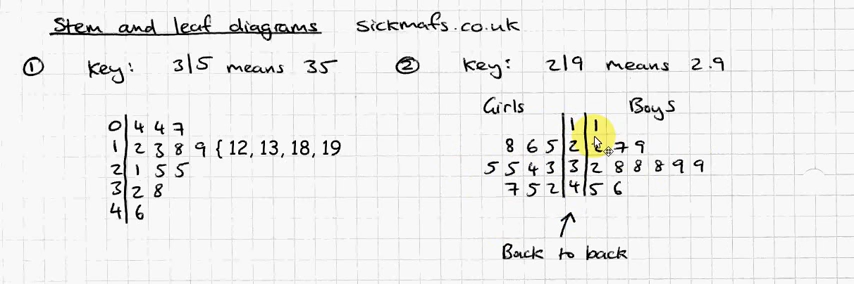 Stem and leaf diagrams sickmafs.co.uk
① Key: 3|5 means 35
0|4 4 7
1|2 3 8 9 { 12, 13, 18, 19
2|1 5 5
3|2 8
4|6
② Key: 2|9 means 2.9
Girls Boys
|1|1
8 6 5|2|2 7 9
5 5 4 3|3|2 8 8 8 9 9
7 5 2|4|5 6
Back to back